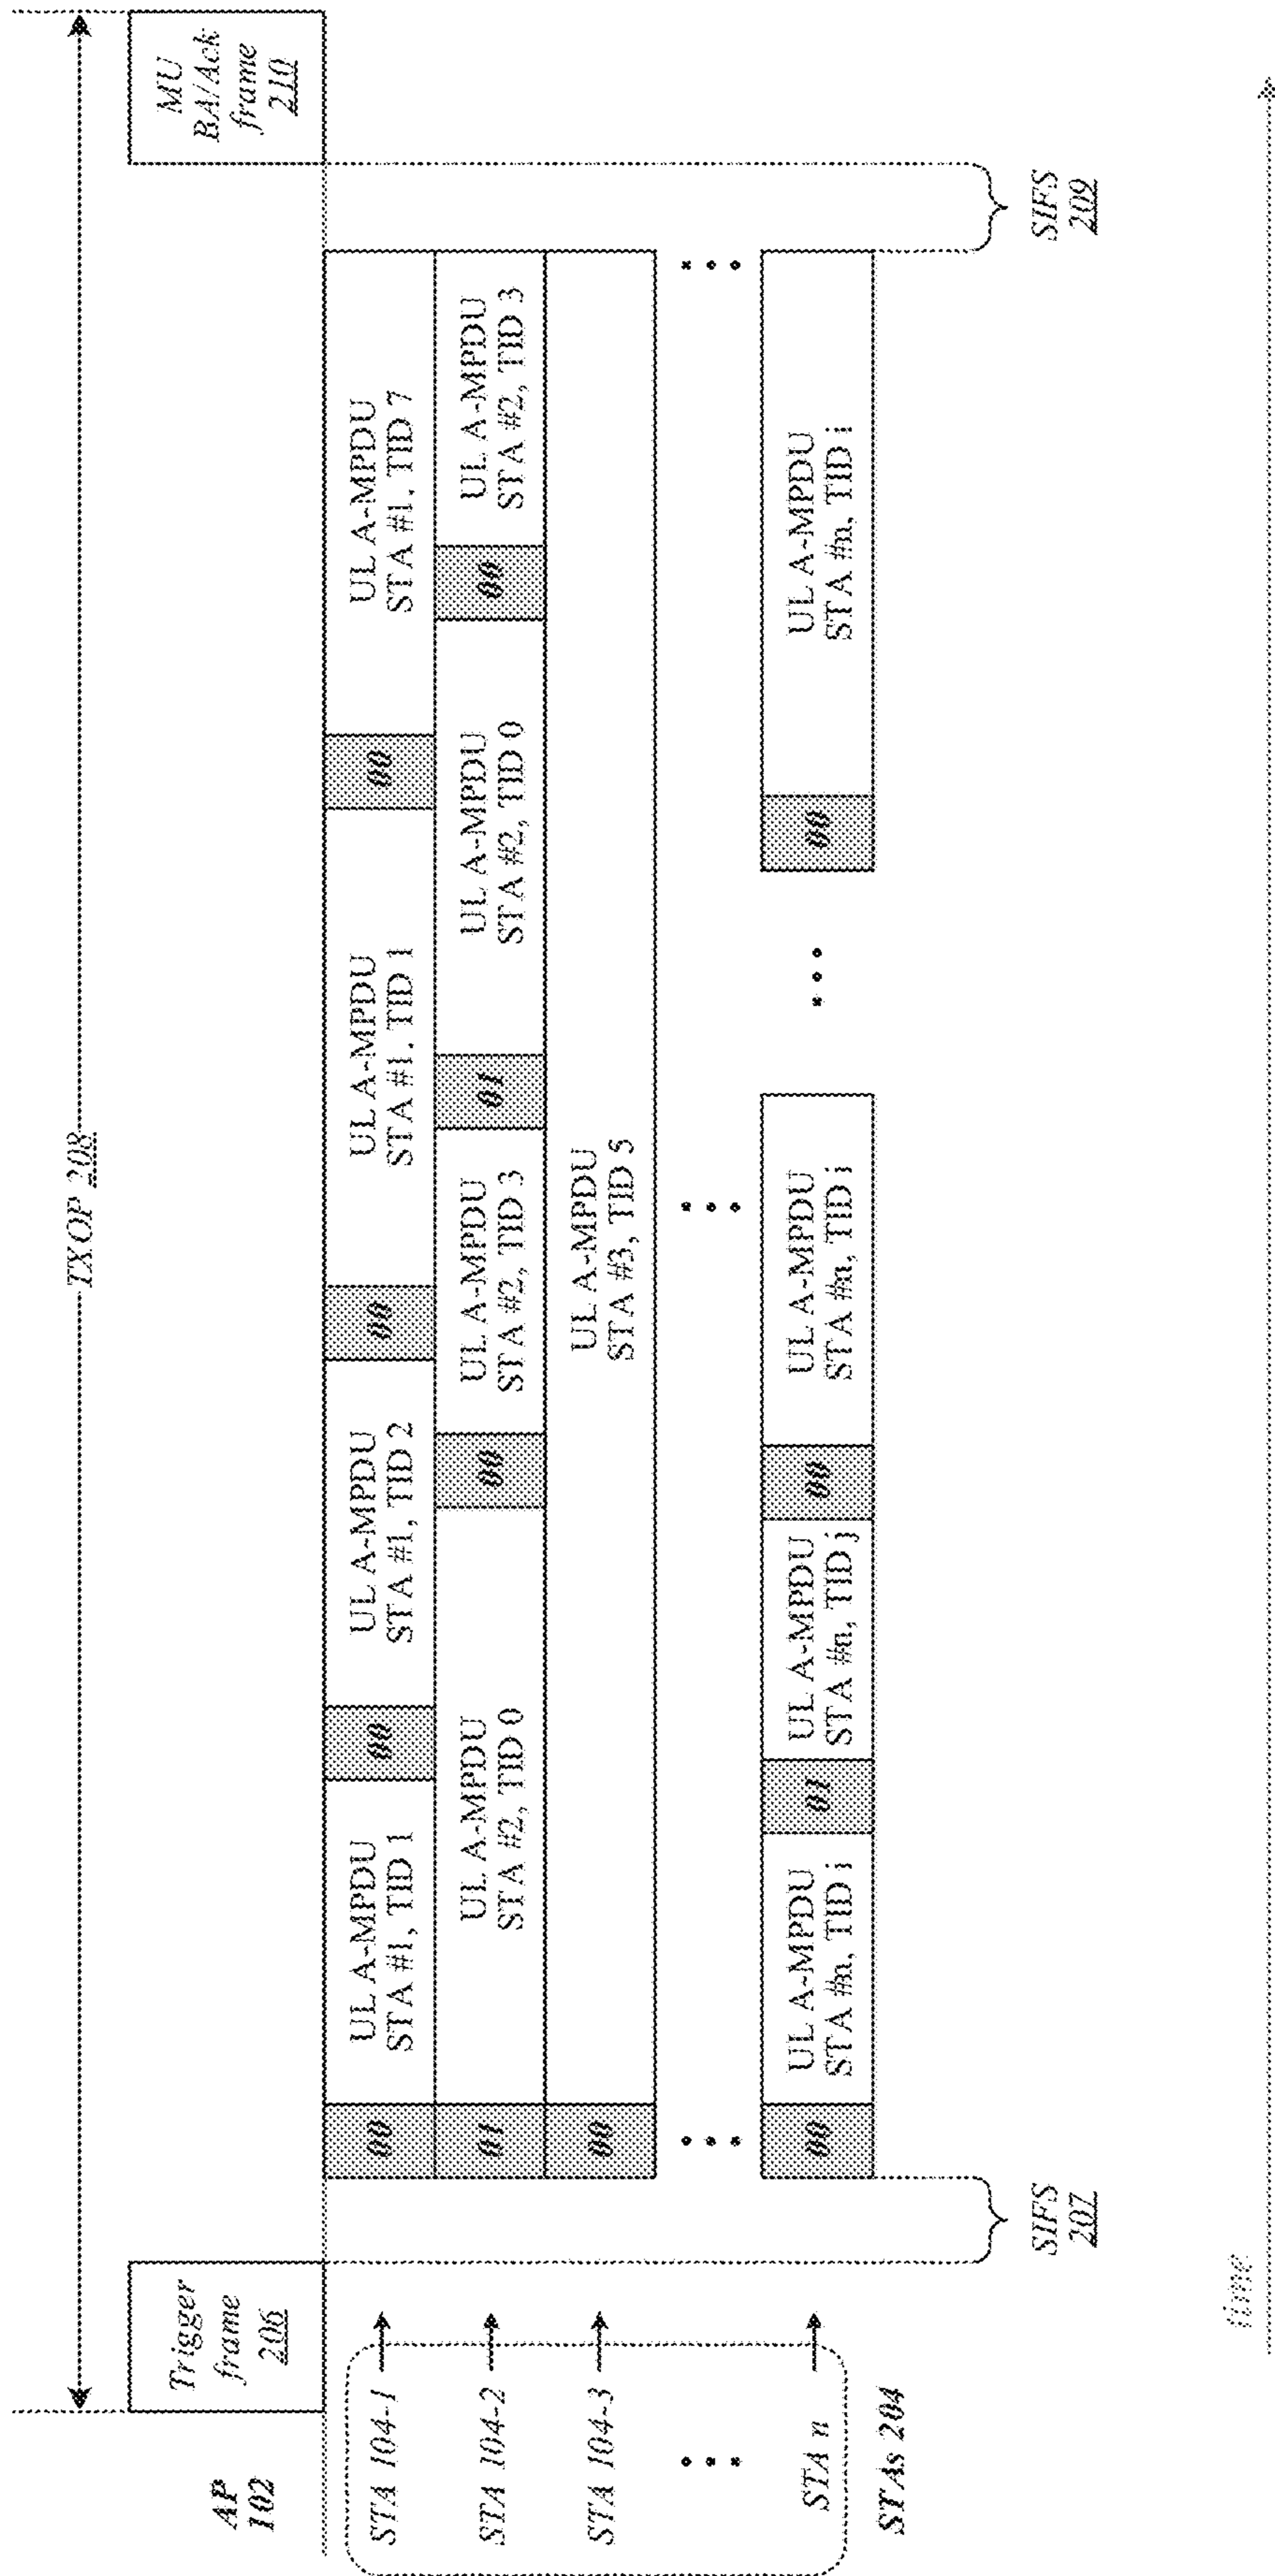 TXOP 208
AP
102
Trigger
frame
206
MU
BA/Ack
frame
210
STA 104-1
00
UL A-MPDU
STA #1, TID 1
00
UL A-MPDU
STA #1, TID 2
00
UL A-MPDU
STA #1, TID 1
00
UL A-MPDU
STA #1, TID 7
STA 104-2
01
UL A-MPDU
STA #2, TID 0
00
UL A-MPDU
STA #2, TID 3
01
UL A-MPDU
STA #2, TID 0
00
UL A-MPDU
STA #2, TID 3
STA 104-3
00
UL A-MPDU
STA #3, TID 5
STA n
00
UL A-MPDU
STA #n, TID i
01
UL A-MPDU
STA #n, TID j
00
UL A-MPDU
STA #n, TID i
00
UL A-MPDU
STA #n, TID i
STAs 204
SIFS
207
SIFS
209
time